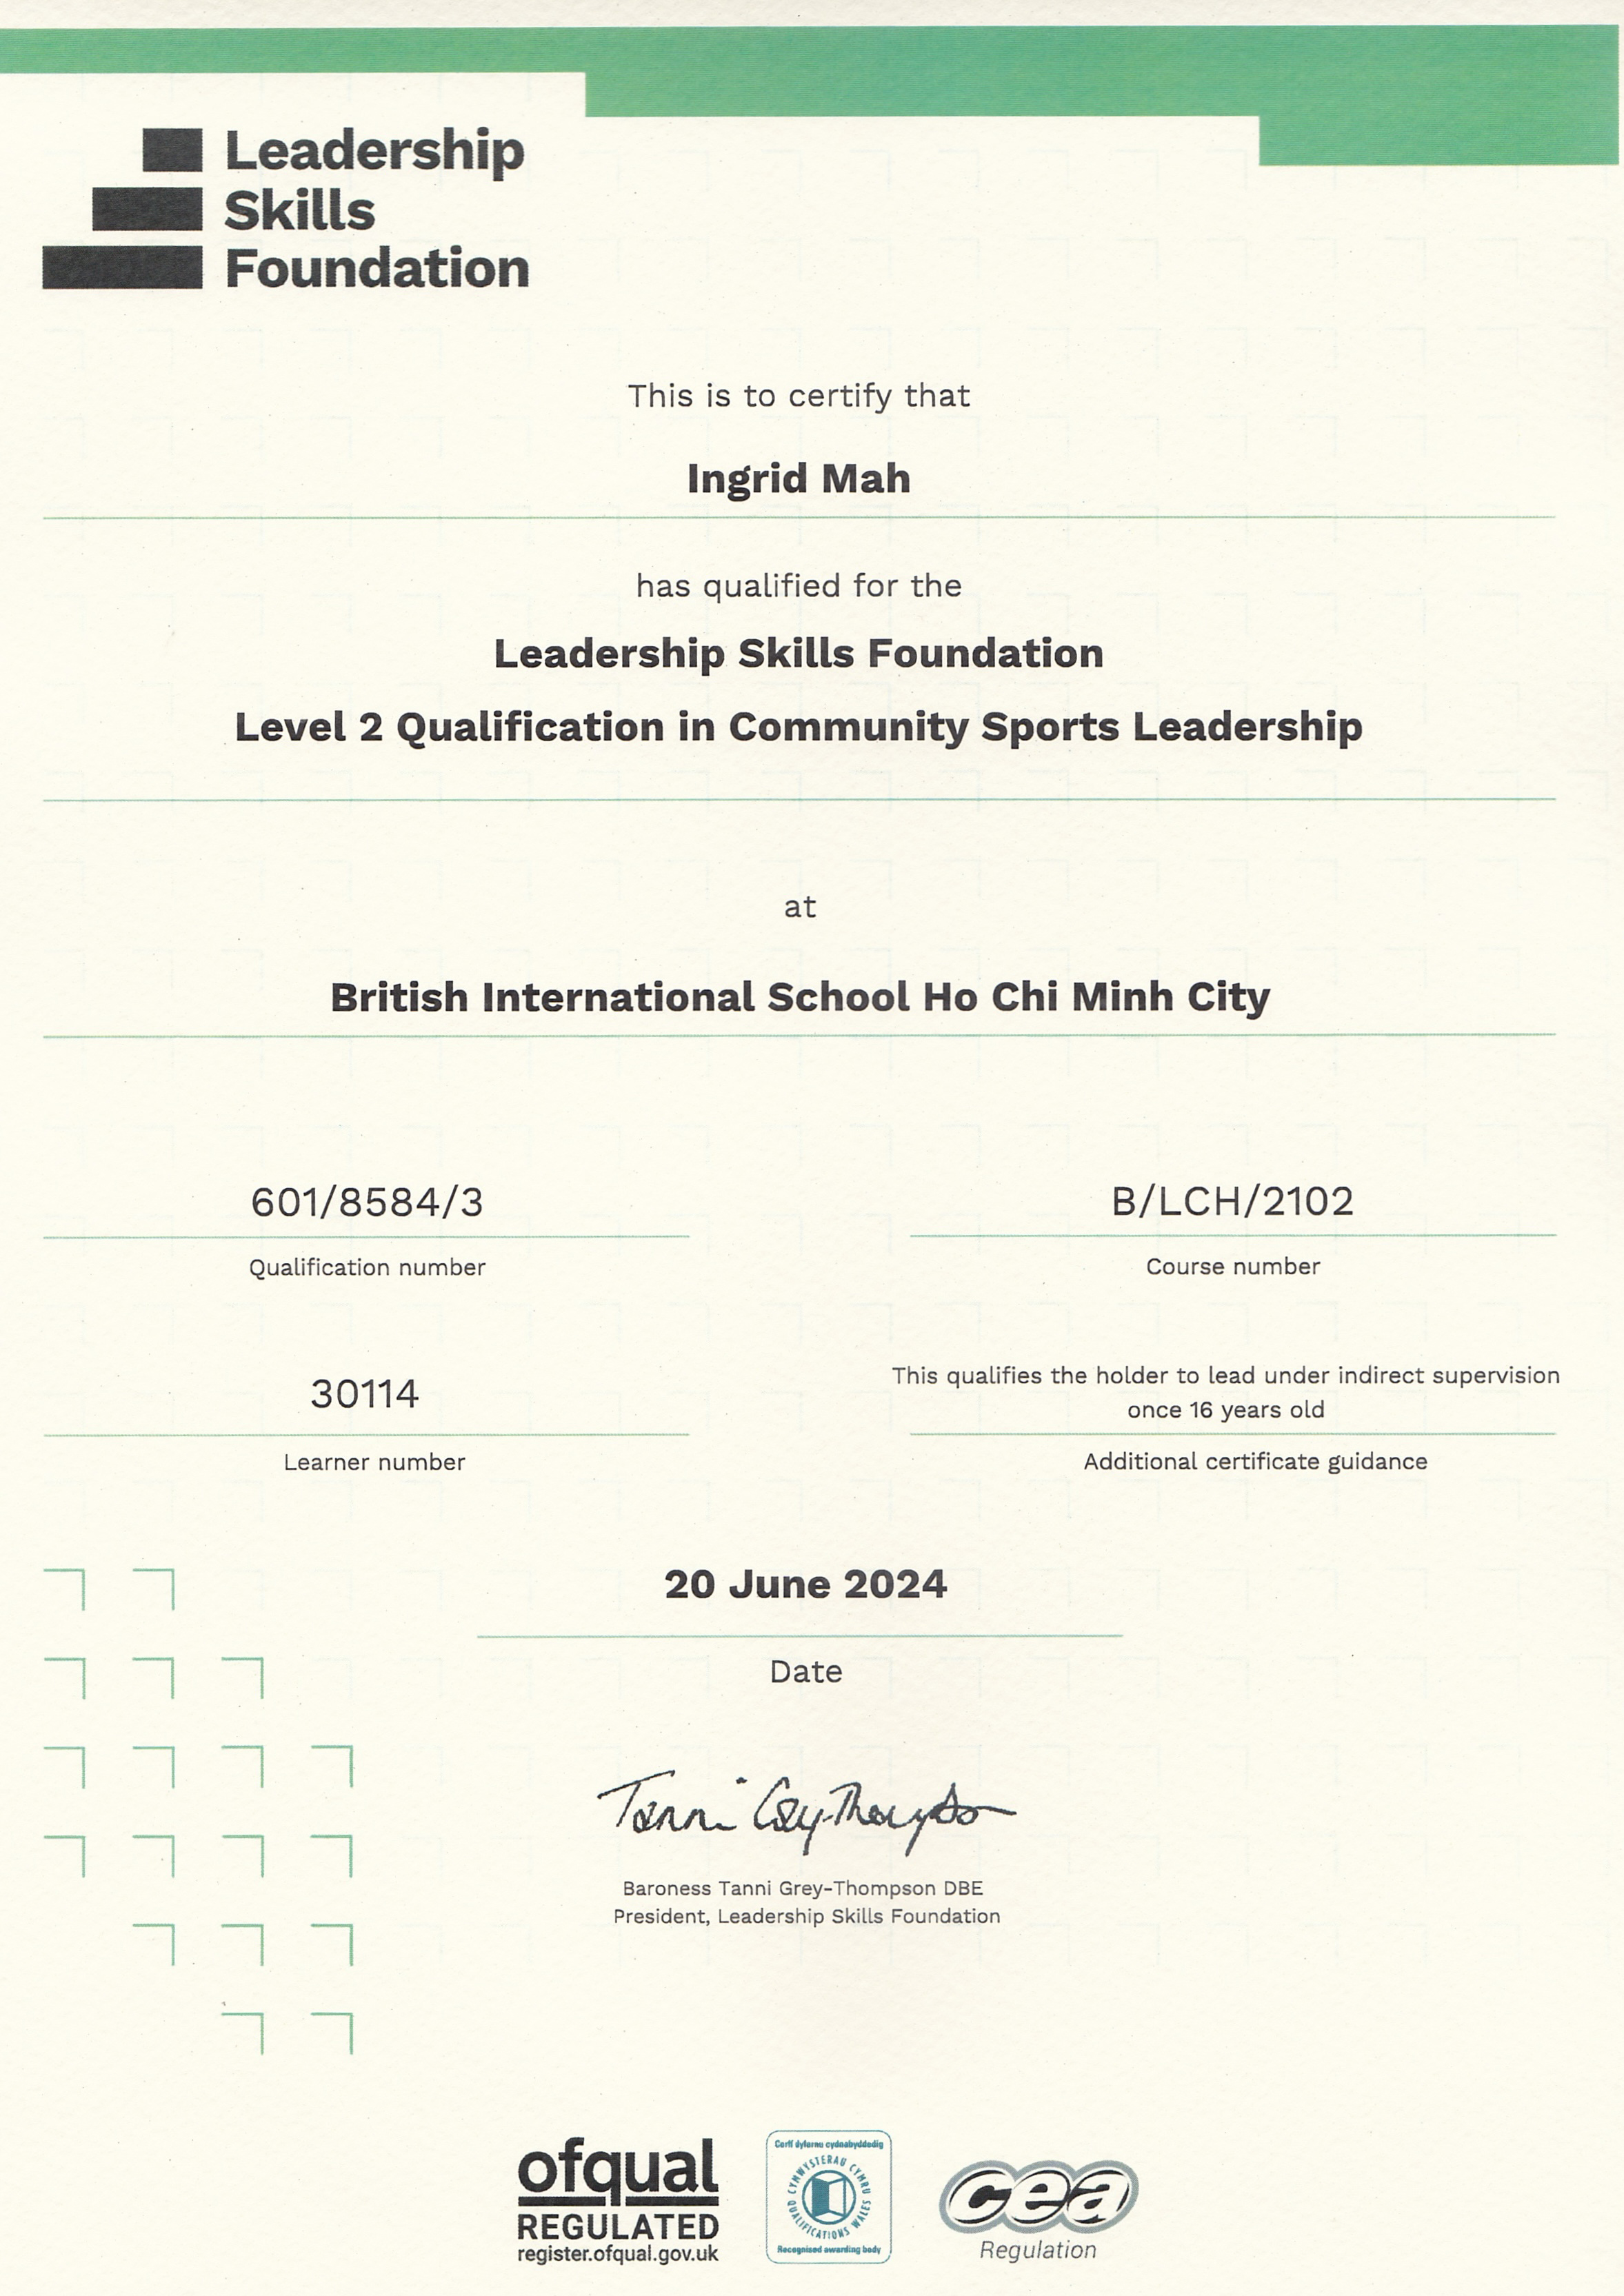 Leadership
Skills
Foundation
This is to certify that
Ingrid Mah
has qualified for the
Leadership Skills Foundation
Level 2 Qualification in Community Sports Leadership
at
British International School Ho Chi Minh City
601/8584/3
Qualification number
B/LCH/2102
Course number
30114
Learner number
This qualifies the holder to lead under indirect supervision
once 16 years old
Additional certificate guidance
20 June 2024
Date
Tanni Grey-Thompson
Baroness Tanni Grey-Thompson DBE
President, Leadership Skills Foundation
ofqual
REGULATED
register.ofqual.gov.uk
Corff dyfarnu cydnabyddedig
CYMWYSTERAU CYMRU
QUALIFICATIONS WALES
Recognised awarding body
cea
Regulation